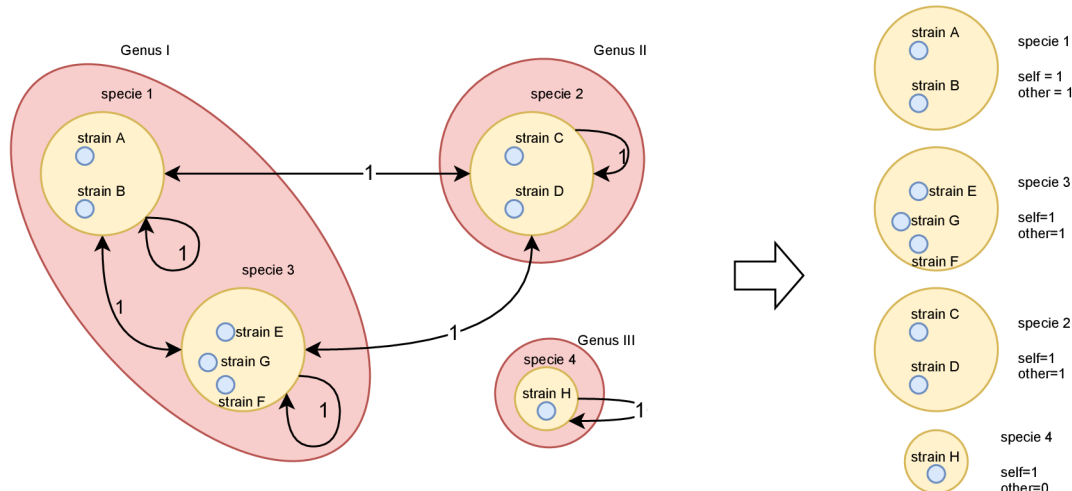 Genus I
specie 1
strain A
strain B
1
1
specie 3
strain E
strain G
strain F
1
1
1
Genus II
specie 2
strain C
strain D
1
Genus III
specie 4
strain H
1
strain A
strain B
specie 1
self = 1
other = 1
strain E
strain G
strain F
specie 3
self=1
other=1
strain C
strain D
specie 2
self=1
other=1
strain H
specie 4
self=1
other=0